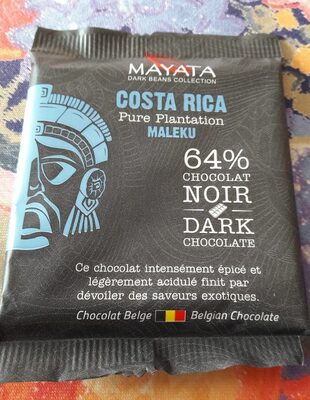 MAYATA
DARK BEANS COLLECTION
COSTA RICA
Pure Plantation
MALEKU
64%
CHOCOLAT
NOIR
DARK
CHOCOLATE
Ce chocolat intensément épicé et
légèrement acidulé finit par
dévoiler des saveurs exotiques.
Chocolat Belge Belgian Chocolate